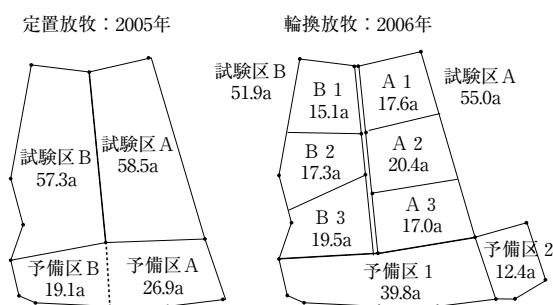 定置放牧：2005年
試験区B
57.3a
試験区A
58.5a
予備区B
19.1a
予備区A
26.9a
輪換放牧：2006年
試験区B
51.9a
試験区A
55.0a
B 1
15.1a
A 1
17.6a
B 2
17.3a
A 2
20.4a
B 3
19.5a
A 3
17.0a
予備区 1
39.8a
予備区 2
12.4a